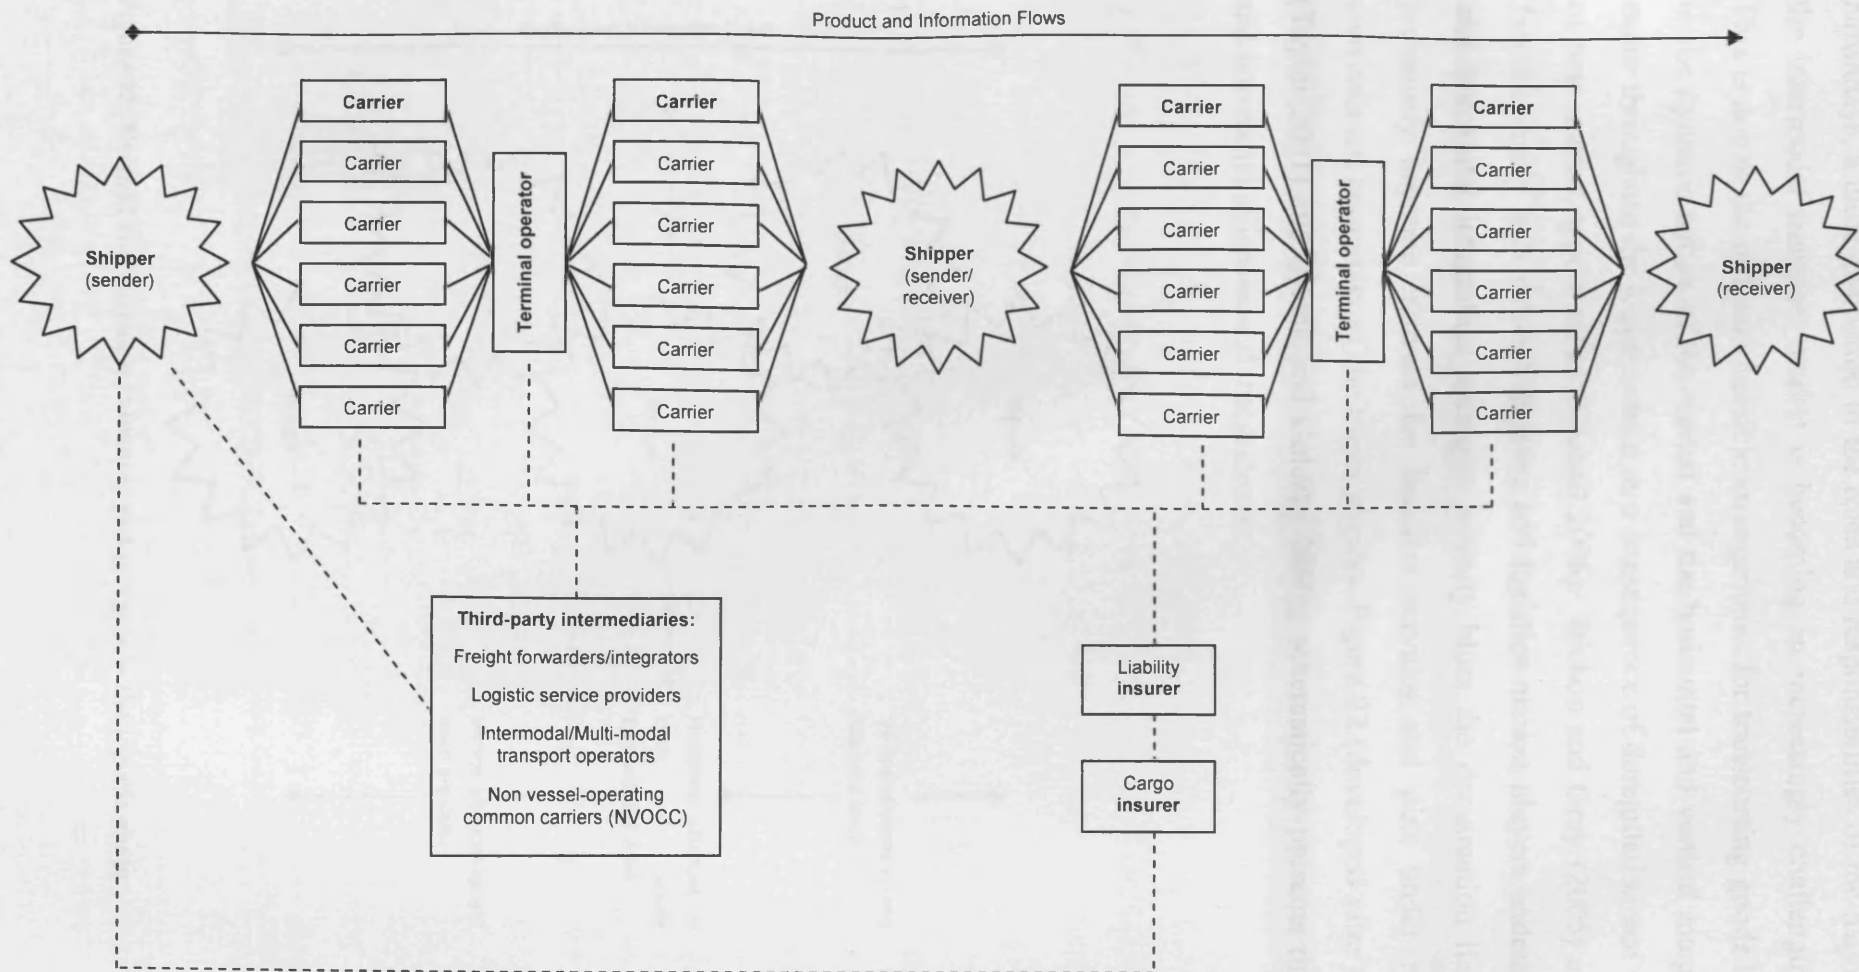 Product and Information Flows
Shipper
(sender)
Carrier
Carrier
Carrier
Carrier
Carrier
Carrier
Terminal operator
Carrier
Carrier
Carrier
Carrier
Carrier
Carrier
Shipper
(sender/
receiver)
Carrier
Carrier
Carrier
Carrier
Carrier
Carrier
Terminal operator
Carrier
Carrier
Carrier
Carrier
Carrier
Carrier
Shipper
(receiver)
Third-party intermediaries:
Freight forwarders/integrators
Logistic service providers
Intermodal/Multi-modal
transport operators
Non vessel-operating
common carriers (NVOCC)
Liability
insurer
Cargo
insurer